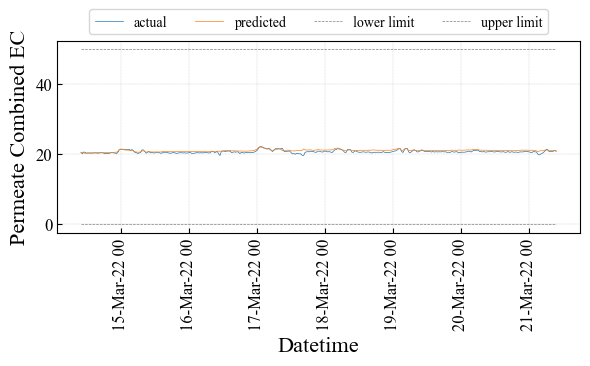 actual predicted lower limit upper limit
Permeate Combined EC
40
20
0
15-Mar-22 00
16-Mar-22 00
17-Mar-22 00
18-Mar-22 00
19-Mar-22 00
20-Mar-22 00
21-Mar-22 00
Datetime